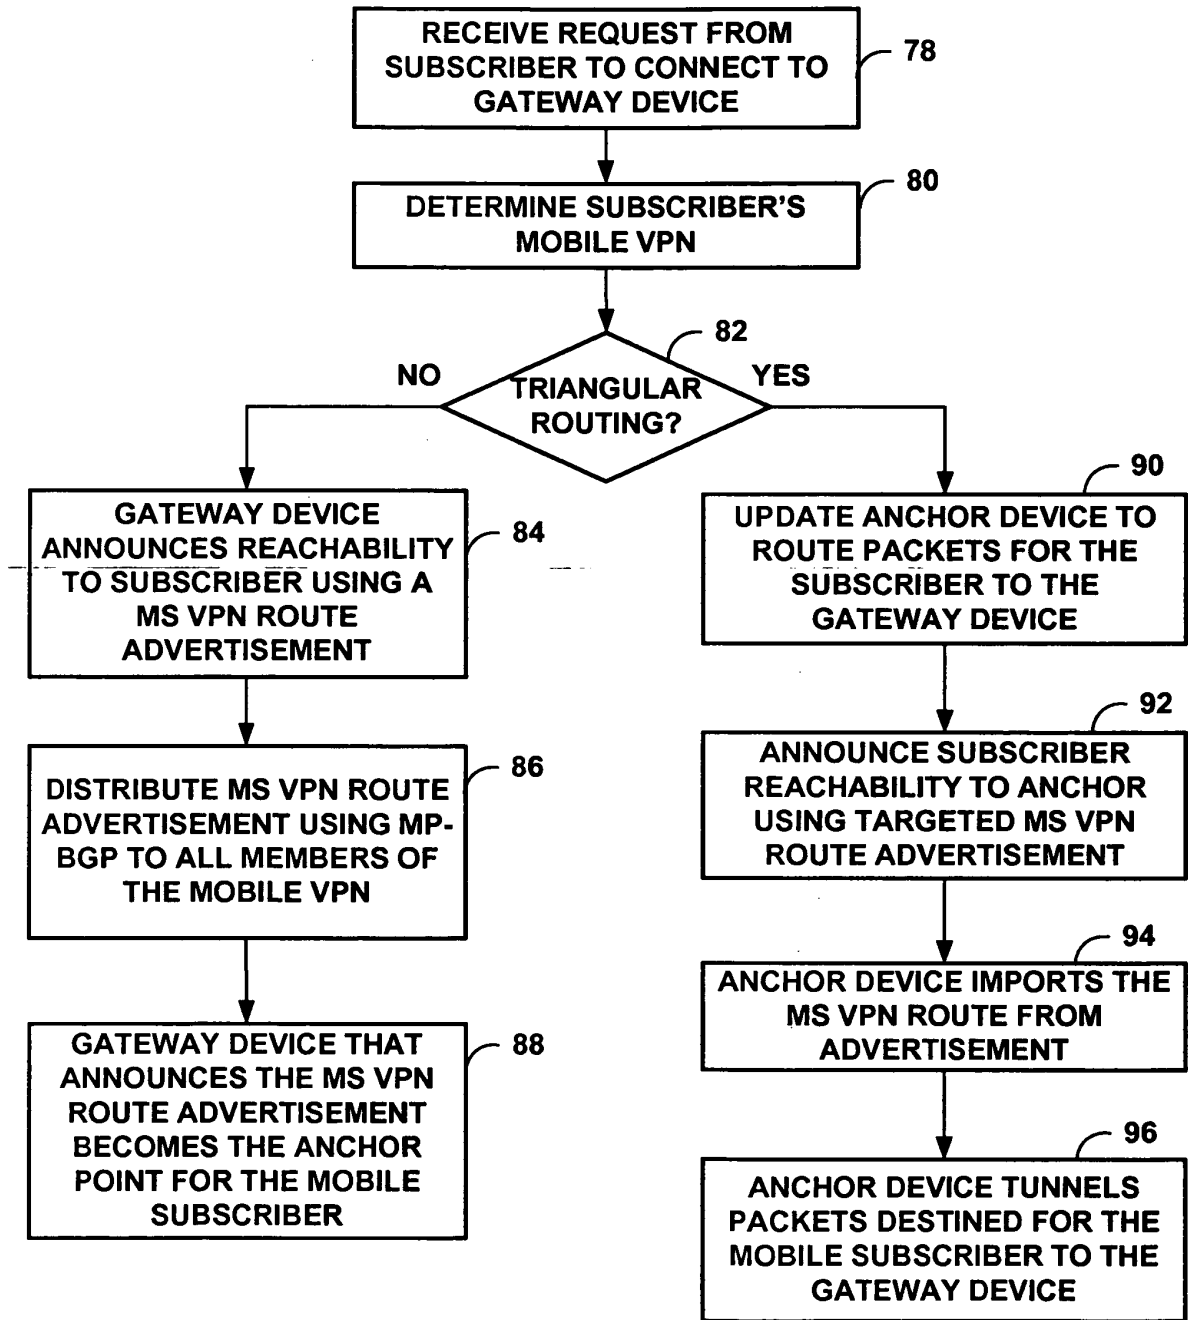 RECEIVE REQUEST FROM
SUBSCRIBER TO CONNECT TO
GATEWAY DEVICE
78
DETERMINE SUBSCRIBER'S
MOBILE VPN
80
82
TRIANGULAR
ROUTING?
NO
YES
GATEWAY DEVICE
ANNOUNCES REACHABILITY
TO SUBSCRIBER USING A
MS VPN ROUTE
ADVERTISEMENT
84
DISTRIBUTE MS VPN ROUTE
ADVERTISEMENT USING MP-
BGP TO ALL MEMBERS OF
THE MOBILE VPN
86
GATEWAY DEVICE THAT
ANNOUNCES THE MS VPN
ROUTE ADVERTISEMENT
BECOMES THE ANCHOR
POINT FOR THE MOBILE
SUBSCRIBER
88
90
UPDATE ANCHOR DEVICE TO
ROUTE PACKETS FOR THE
SUBSCRIBER TO THE
GATEWAY DEVICE
92
ANNOUNCE SUBSCRIBER
REACHABILITY TO ANCHOR
USING TARGETED MS VPN
ROUTE ADVERTISEMENT
94
ANCHOR DEVICE IMPORTS THE
MS VPN ROUTE FROM
ADVERTISEMENT
96
ANCHOR DEVICE TUNNELS
PACKETS DESTINED FOR THE
MOBILE SUBSCRIBER TO THE
GATEWAY DEVICE